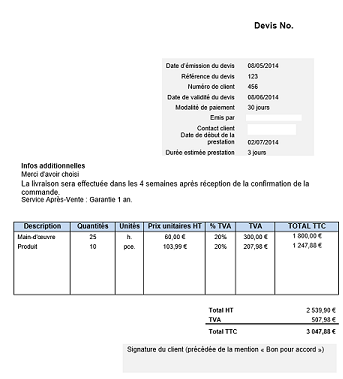 Devis No.
Date d'émission du devis 08/05/2014
Référence du devis 123
Numéro de client 456
Date de validité du devis 08/06/2014
Modalité de paiement 30 jours
Emis par
Contact client
Date de début de la
prestation 02/07/2014
Durée estimée prestation 3 jours
Infos additionnelles
Merci d'avoir choisi
La livraison sera effectuée dans les 4 semaines après réception de la confirmation de la
commande.
Service Après-Vente : Garantie 1 an.
Description Quantités Unités Prix unitaires HT % TVA TVA TOTAL TTC
Main-d'œuvre 25 h. 60,00 € 20% 300,00 € 1 800,00 €
Produit 10 pce. 103,99 € 20% 207,98 € 1 247,88 €
Total HT 2 539,90 €
TVA 507,98 €
Total TTC 3 047,88 €
Signature du client (précédée de la mention « Bon pour accord »)